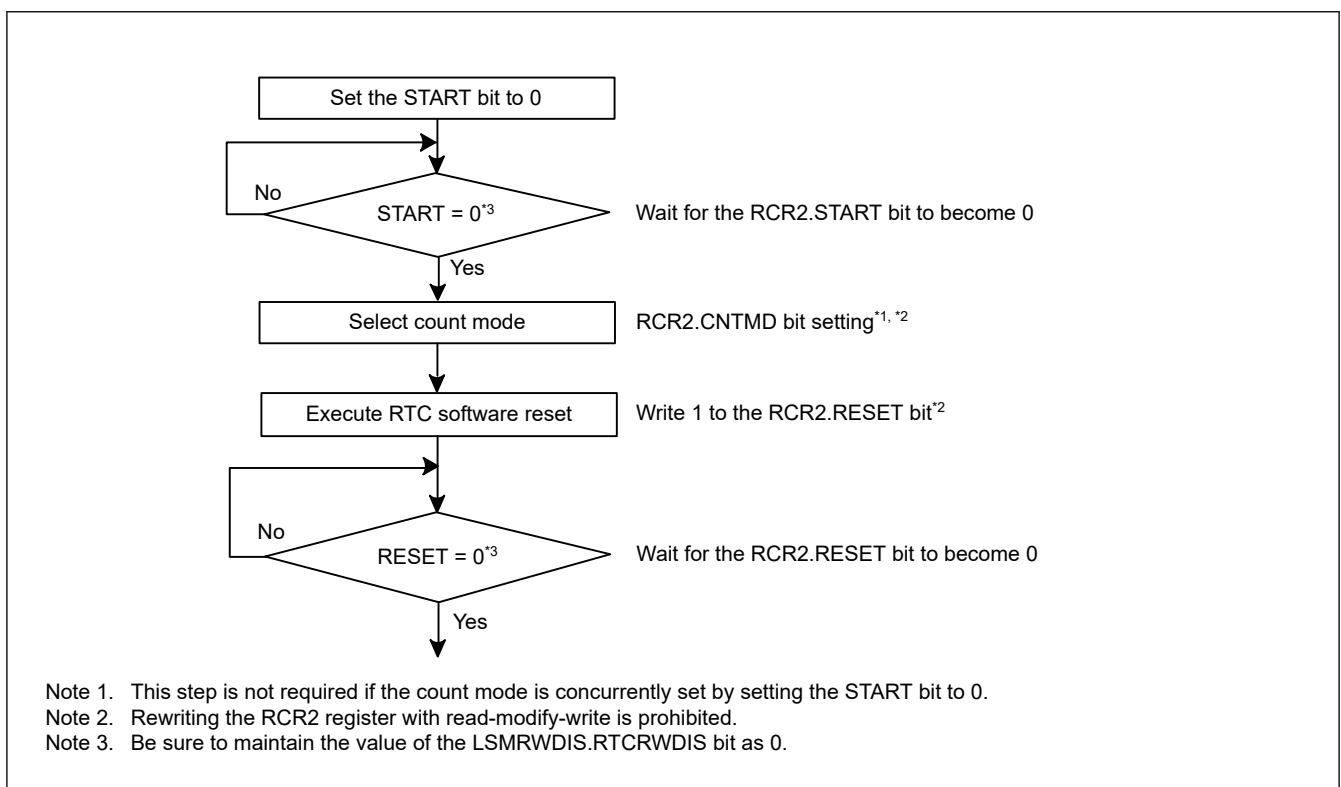 Set the START bit to 0
No
START = 0*3
Wait for the RCR2.START bit to become 0
Yes
Select count mode
RCR2.CNTMD bit setting*1, *2
Execute RTC software reset
Write 1 to the RCR2.RESET bit*2
No
RESET = 0*3
Wait for the RCR2.RESET bit to become 0
Yes
Note 1. This step is not required if the count mode is concurrently set by setting the START bit to 0.
Note 2. Rewriting the RCR2 register with read-modify-write is prohibited.
Note 3. Be sure to maintain the value of the LSMRWDIS.RTCRWDIS bit as 0.